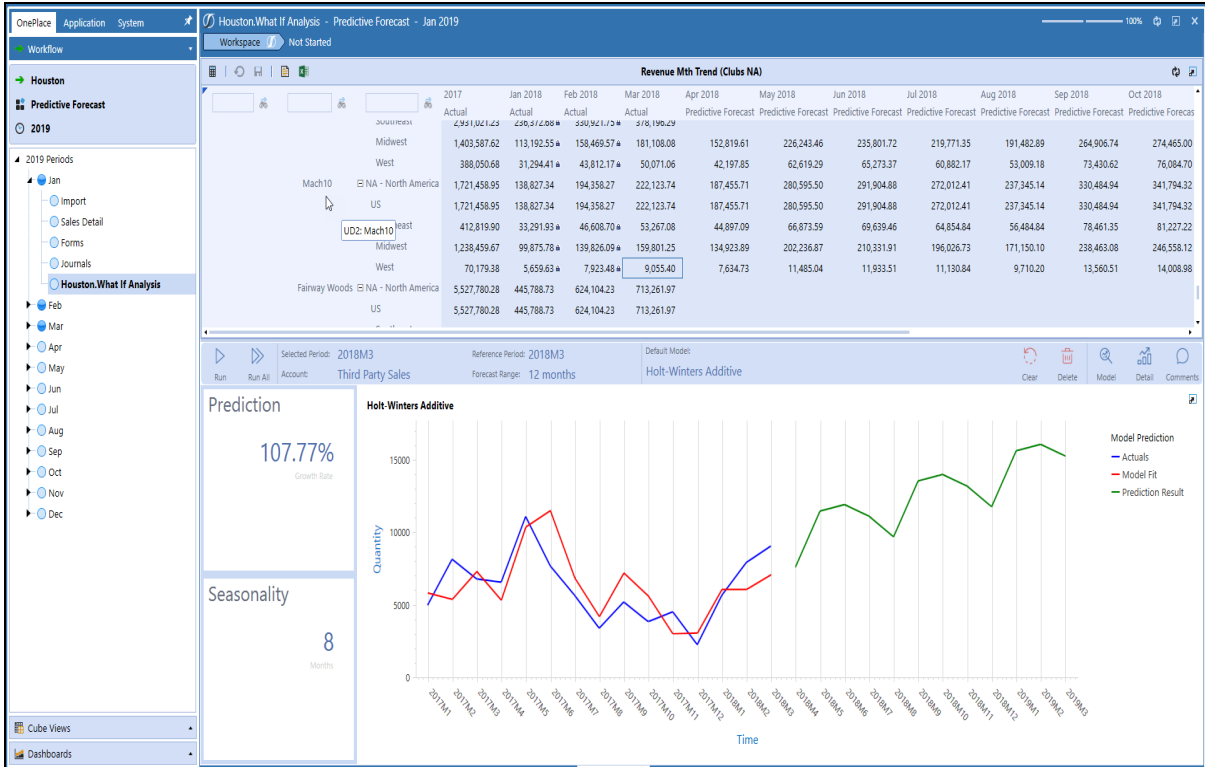 OnePlace Application System
Workflow
Houston
Predictive Forecast
2019
2019 Periods
Jan
Import
Sales Detail
Forms
Journals
Houston.What If Analysis
Feb
Mar
Apr
May
Jun
Jul
Aug
Sep
Oct
Nov
Dec
Cube Views
Dashboards
Houston.What If Analysis - Predictive Forecast - Jan 2019
100%
Workspace Not Started
Revenue Mth Trend (Clubs NA)
2017 Jan 2018 Feb 2018 Mar 2018 Apr 2018 May 2018 Jun 2018 Jul 2018 Aug 2018 Sep 2018 Oct 2018
Actual Actual Actual Actual Predictive Forecast Predictive Forecast Predictive Forecast Predictive Forecast Predictive Forecast Predictive Forecast Predictive Forecas
Southeast 2,931,021.23 236,372.68 330,921.75 378,196.29
Midwest 1,403,587.62 113,192.55 158,469.57 181,108.08 152,819.61 226,243.46 235,801.72 219,771.35 191,482.89 264,906.74 274,465.00
West 388,050.68 31,294.41 43,812.17 50,071.06 42,197.85 62,619.29 65,273.37 60,882.17 53,009.18 73,430.62 76,084.70
Mach10 NA - North America 1,721,458.95 138,827.34 194,358.27 222,123.74 187,455.71 280,595.50 291,904.88 272,012.41 237,345.14 330,484.94 341,794.32
US 1,721,458.95 138,827.34 194,358.27 222,123.74 187,455.71 280,595.50 291,904.88 272,012.41 237,345.14 330,484.94 341,794.32
UD2: Mach10
east 412,819.90 33,291.93 46,608.70 53,267.08 44,897.09 66,873.59 69,639.46 64,854.84 56,484.84 78,461.35 81,227.22
Midwest 1,238,459.67 99,875.78 139,826.09 159,801.25 134,923.89 202,236.87 210,331.91 196,026.73 171,150.10 238,463.08 246,558.12
West 70,179.38 5,659.63 7,923.48 9,055.40 7,634.73 11,485.04 11,933.51 11,130.84 9,710.20 13,560.51 14,008.98
Fairway Woods NA - North America 5,527,780.28 445,788.73 624,104.23 713,261.97
US 5,527,780.28 445,788.73 624,104.23 713,261.97
Run Run All
Selected Period: 2018M3 Reference Period: 2018M3 Default Model:
Account: Third Party Sales Forecast Range: 12 months Holt-Winters Additive
Clear Delete Model Detail Comments
Prediction
107.77%
Growth Rate
Seasonality
8
Months
Holt-Winters Additive
Model Prediction
Actuals
Model Fit
Prediction Result
Quantity
15000
10000
5000
0
2017M1 2017M2 2017M3 2017M4 2017M5 2017M6 2017M7 2017M8 2017M9 2017M10 2017M11 2017M12 2018M1 2018M2 2018M3 2018M4 2018M5 2018M6 2018M7 2018M8 2018M9 2018M10 2018M11 2018M12 2019M1 2019M2 2019M3
Time